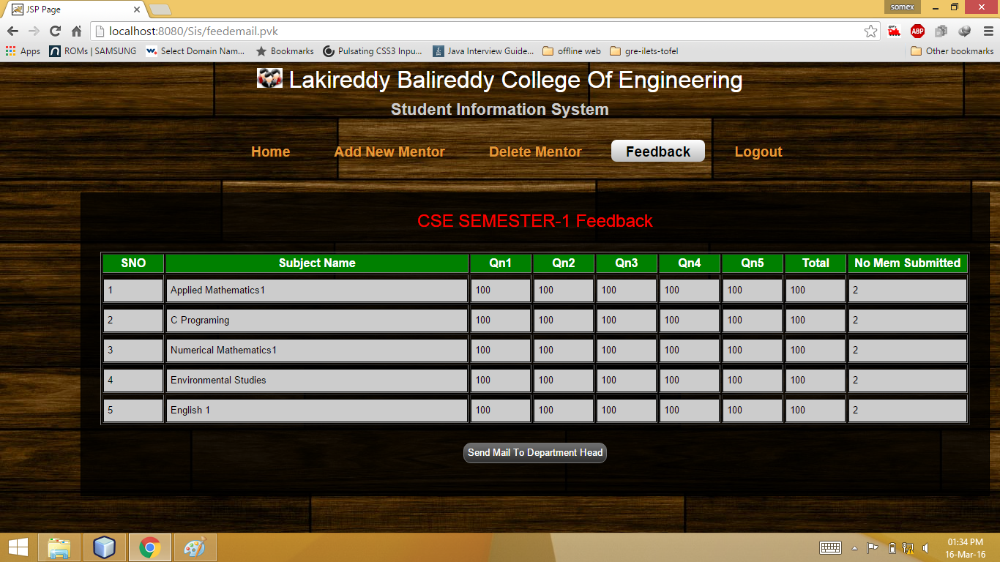 JSP Page
somex
localhost:8080/Sis/feedemail.pvk
ABP
Apps ROMs | SAMSUNG Select Domain Nam... Bookmarks Pulsating CSS3 Inpu... Java Interview Guide... offline web gre-ilets-tofel Other bookmarks
Lakireddy Balireddy College Of Engineering
Student Information System
Home Add New Mentor Delete Mentor Feedback Logout
CSE SEMESTER-1 Feedback
SNO Subject Name Qn1 Qn2 Qn3 Qn4 Qn5 Total No Mem Submitted
1 Applied Mathematics1 100 100 100 100 100 100 2
2 C Programing 100 100 100 100 100 100 2
3 Numerical Mathematics1 100 100 100 100 100 100 2
4 Environmental Studies 100 100 100 100 100 100 2
5 English 1 100 100 100 100 100 100 2
Send Mail To Department Head
01:34 PM
16-Mar-16